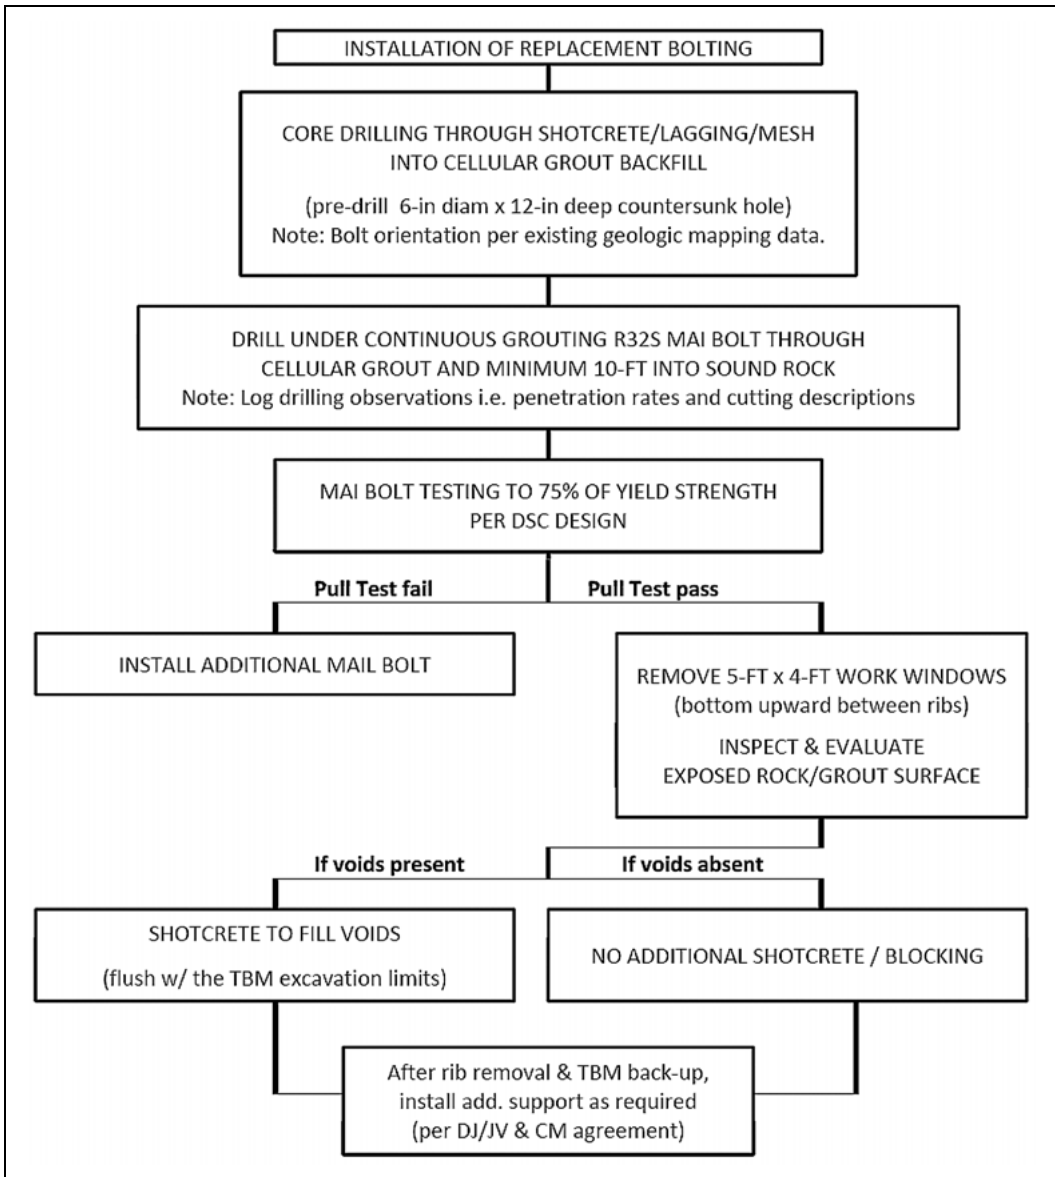 INSTALLATION OF REPLACEMENT BOLTING
CORE DRILLING THROUGH SHOTCRETE/LAGGING/MESH
INTO CELLULAR GROUT BACKFILL
(pre-drill 6-in diam x 12-in deep countersunk hole)
Note: Bolt orientation per existing geologic mapping data.
DRILL UNDER CONTINUOUS GROUTING R32S MAI BOLT THROUGH
CELLULAR GROUT AND MINIMUM 10-FT INTO SOUND ROCK
Note: Log drilling observations i.e. penetration rates and cutting descriptions
MAI BOLT TESTING TO 75% OF YIELD STRENGTH
PER DSC DESIGN
Pull Test fail
Pull Test pass
INSTALL ADDITIONAL MAIL BOLT
REMOVE 5-FT x 4-FT WORK WINDOWS
(bottom upward between ribs)
INSPECT & EVALUATE
EXPOSED ROCK/GROUT SURFACE
If voids present
If voids absent
SHOTCRETE TO FILL VOIDS
(flush w/ the TBM excavation limits)
NO ADDITIONAL SHOTCRETE / BLOCKING
After rib removal & TBM back-up,
install add. support as required
(per DJ/JV & CM agreement)